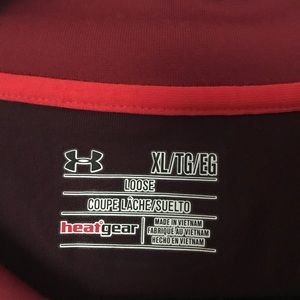 XL/TG/EG
LOOSE
COUPE LÂCHE/SUELTO
heatgear
MADE IN VIETNAM
FABRIQUÉ AU VIETNAM
HECHO EN VIETNAM